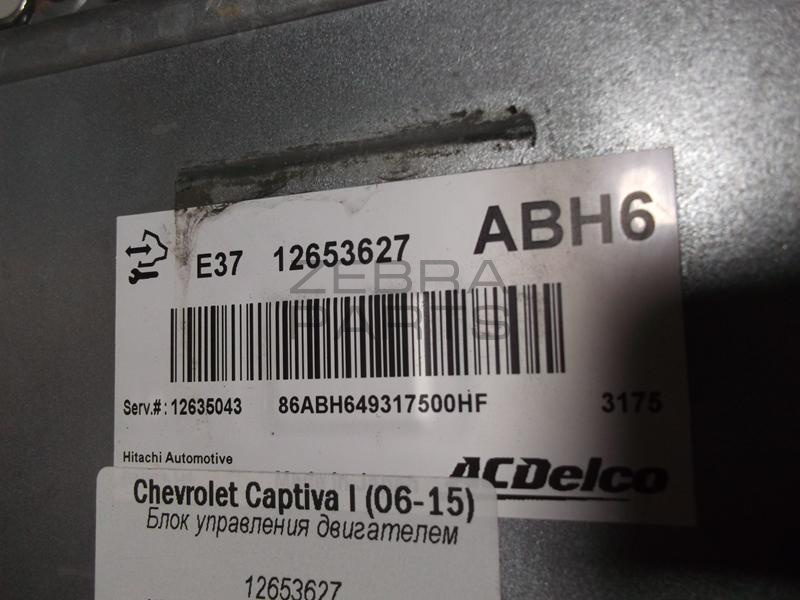 ABH6
E37 12653627
ZEBRA
PARTS
Serv.#: 12635043 86ABH649317500HF 3175
Hitachi Automotive
ACDelco
Chevrolet Captiva I (06-15)
Блок управления двигателем
12653627